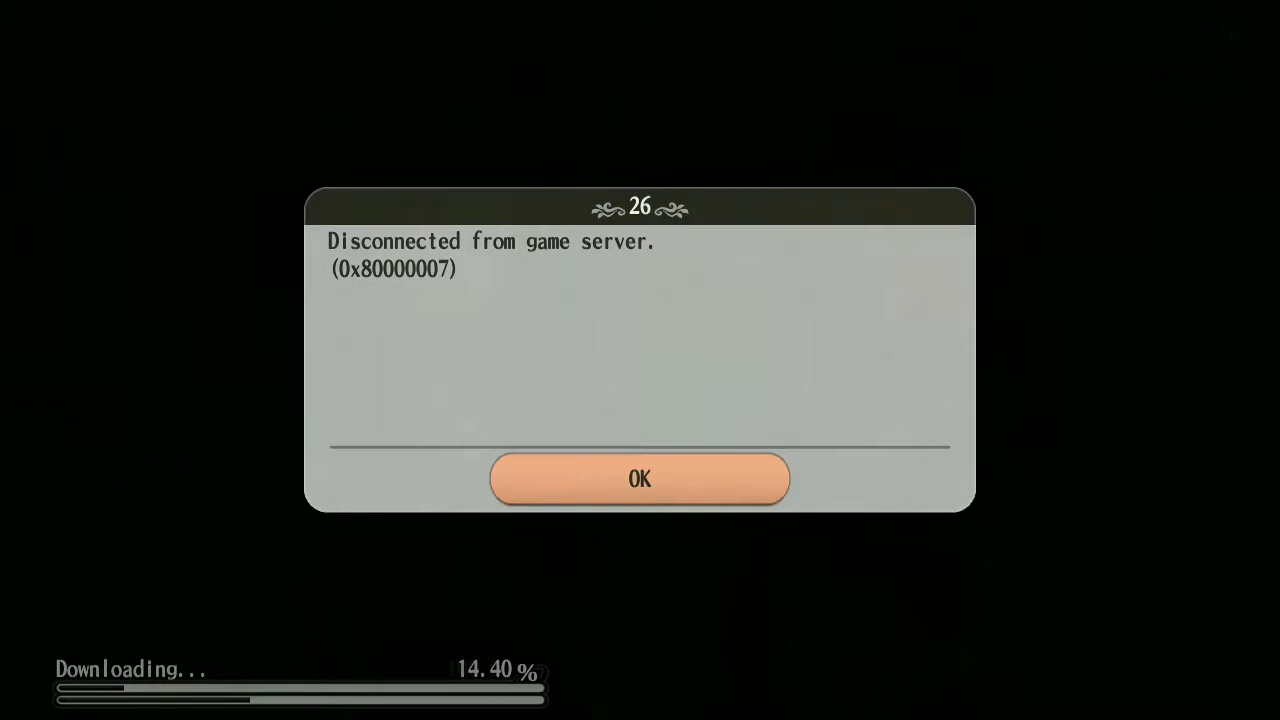 26
Disconnected from game server.
(0x80000007)
OK
Downloading... 14.40 %